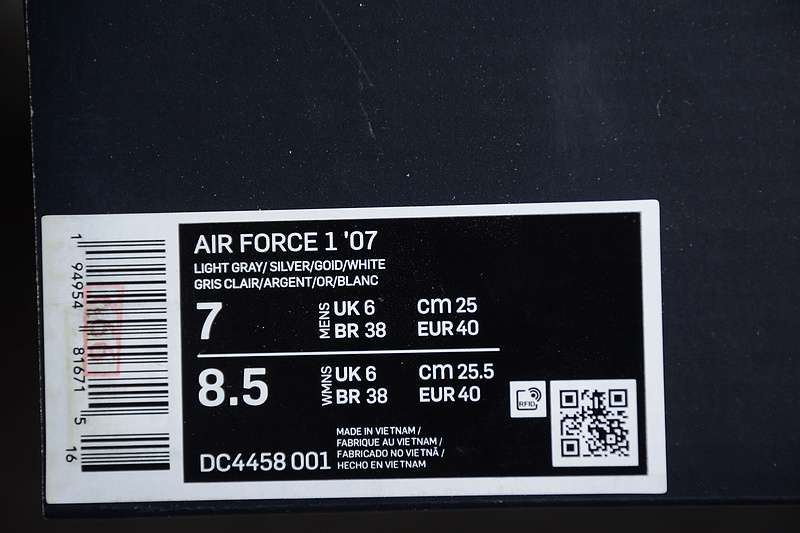 AIR FORCE 1 '07
LIGHT GRAY/ SILVER/GOID/WHITE
GRIS CLAIR/ARGENT/OR/BLANC
7 MENS UK 6 cm 25
BR 38 EUR 40
8.5 WMNS UK 6 cm 25.5
BR 38 EUR 40
RFID
MADE IN VIETNAM /
FABRIQUE AU VIETNAM /
FABRICADO NO VIETNÃ /
HECHO EN VIETNAM
DC4458 001
1 94954 81671 5 16